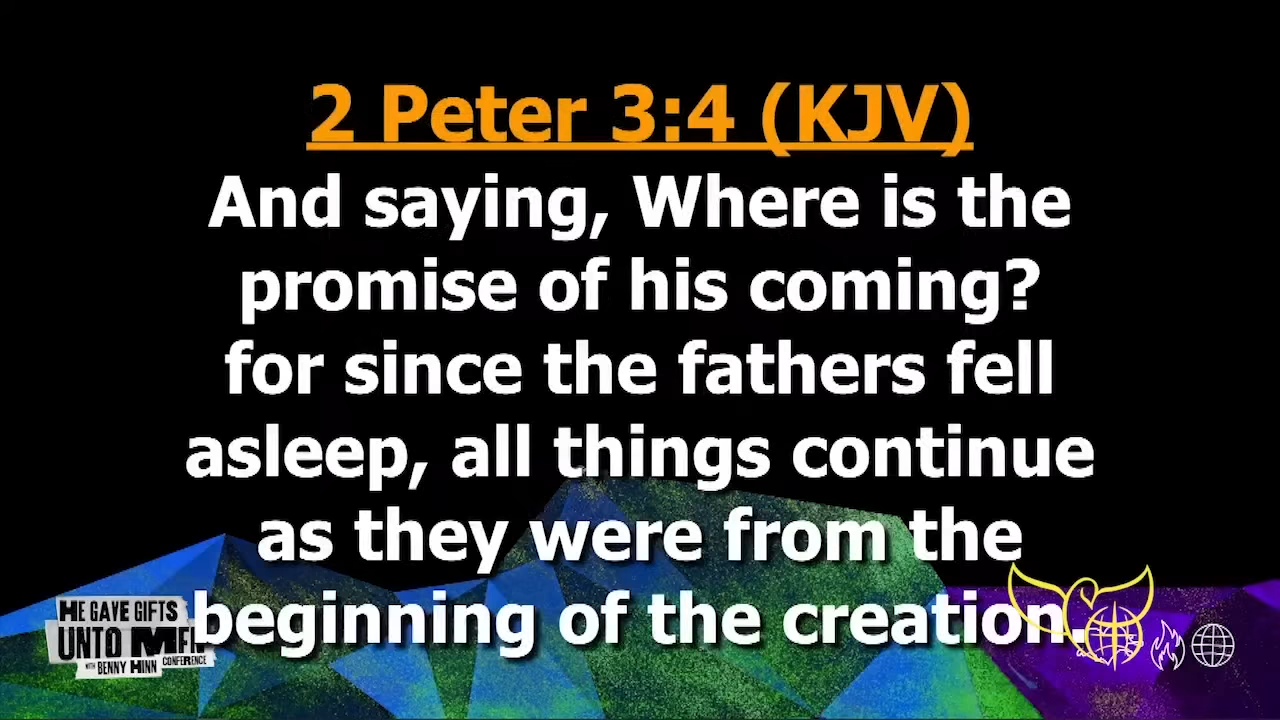 2 Peter 3:4 (KJV)
And saying, Where is the
promise of his coming?
for since the fathers fell
asleep, all things continue
as they were from the
beginning of the creation.
HE GAVE GIFTS
UNTO MEN
WITH BENNY HINN CONFERENCE